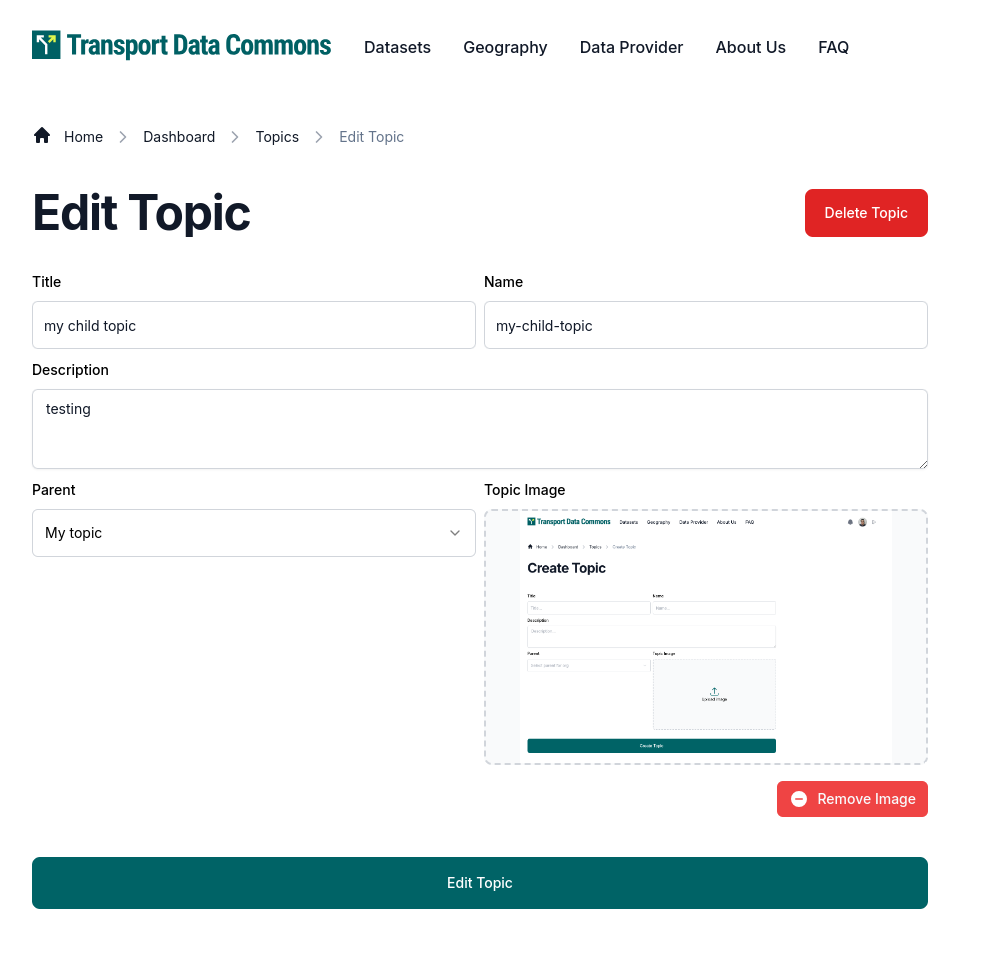 Transport Data Commons Datasets Geography Data Provider About Us FAQ
Home Dashboard Topics Edit Topic
Edit Topic Delete Topic
Title Name
my child topic my-child-topic
Description
testing
Parent Topic Image
My topic
Transport Data Commons Datasets Geography Data Provider About Us FAQ
Home Dashboard Topics Create Topic
Create Topic
Title Name
Title... Name...
Description
Description...
Parent Topic Image
Upload Image
Create Topic
Remove Image
Edit Topic